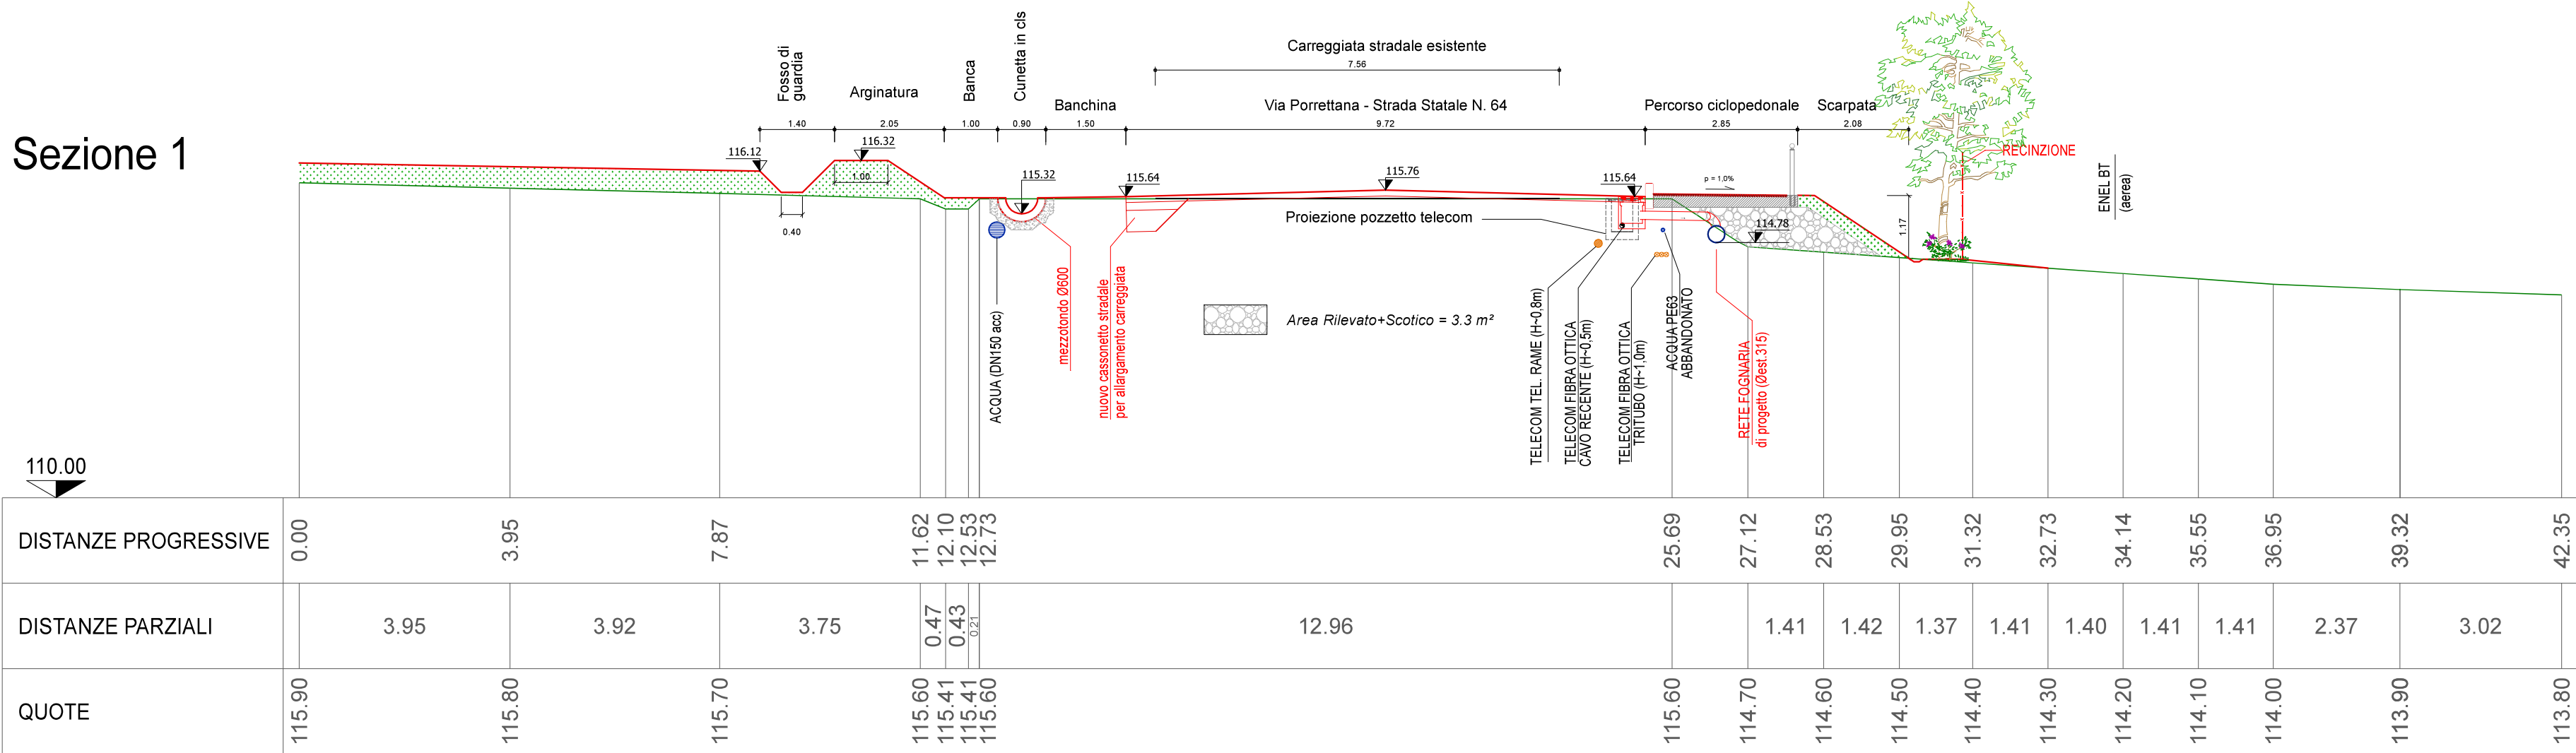 Sezione 1
Fosso di
guardia
1.40
Arginatura
2.05
Banca
1.00
Cunetta in cls
0.90
Banchina
1.50
Carreggiata stradale esistente
7.56
Via Porrettana - Strada Statale N. 64
9.72
Percorso ciclopedonale
2.85
Scarpata
2.08
116.12
116.32
1.00
0.40
115.32
115.64
115.76
115.64
p = 1,0%
114.78
1.17
RECINZIONE
ENEL BT
(aerea)
Proiezione pozzetto telecom
Area Rilevato+Scotico = 3.3 m²
ACQUA (DN150 acc)
mezzotondo Ø600
nuovo cassonetto stradale
per allargamento carreggiata
TELECOM TEL. RAME (H~0,8m)
TELECOM FIBRA OTTICA
CAVO RECENTE (H~0,5m)
TELECOM FIBRA OTTICA
TRITUBO (H~1,0m)
ACQUA PE63
ABBANDONATO
RETE FOGNARIA
di progetto (Øest.315)
110.00
DISTANZE PROGRESSIVE
0.00 3.95 7.87 11.62 12.10 12.53 12.73 25.69 27.12 28.53 29.95 31.32 32.73 34.14 35.55 36.95 39.32 42.35
DISTANZE PARZIALI
3.95 3.92 3.75 0.47 0.43 0.21 12.96 1.41 1.42 1.37 1.41 1.40 1.41 1.41 2.37 3.02
QUOTE
115.90 115.80 115.70 115.60 115.41 115.41 115.60 115.60 114.70 114.60 114.50 114.40 114.30 114.20 114.10 114.00 113.90 113.80